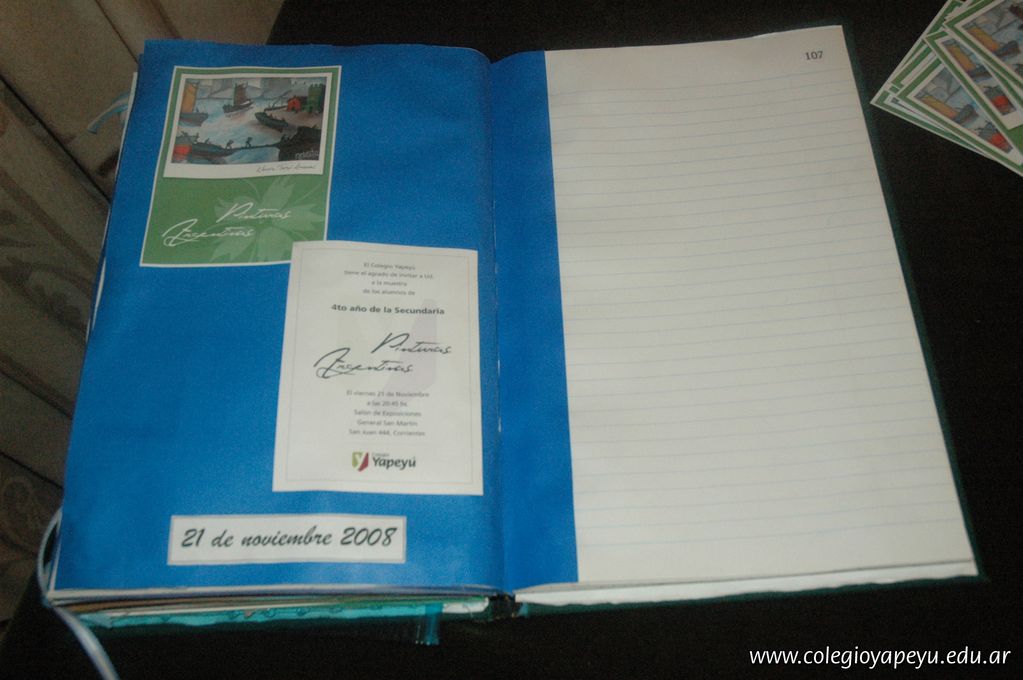 107
Pinturas
Argentinas
El Colegio Yapeyú
tiene el agrado de invitar a Ud.
a la muestra
de los alumnos de
4to año de la Secundaria
Pinturas
Argentinas
El viernes 21 de Noviembre
a las 20:45 hs.
Salón de Exposiciones
General San Martín
San Juan 444, Corrientes
Colegio
Yapeyú
21 de noviembre 2008
www.colegioyapeyu.edu.ar